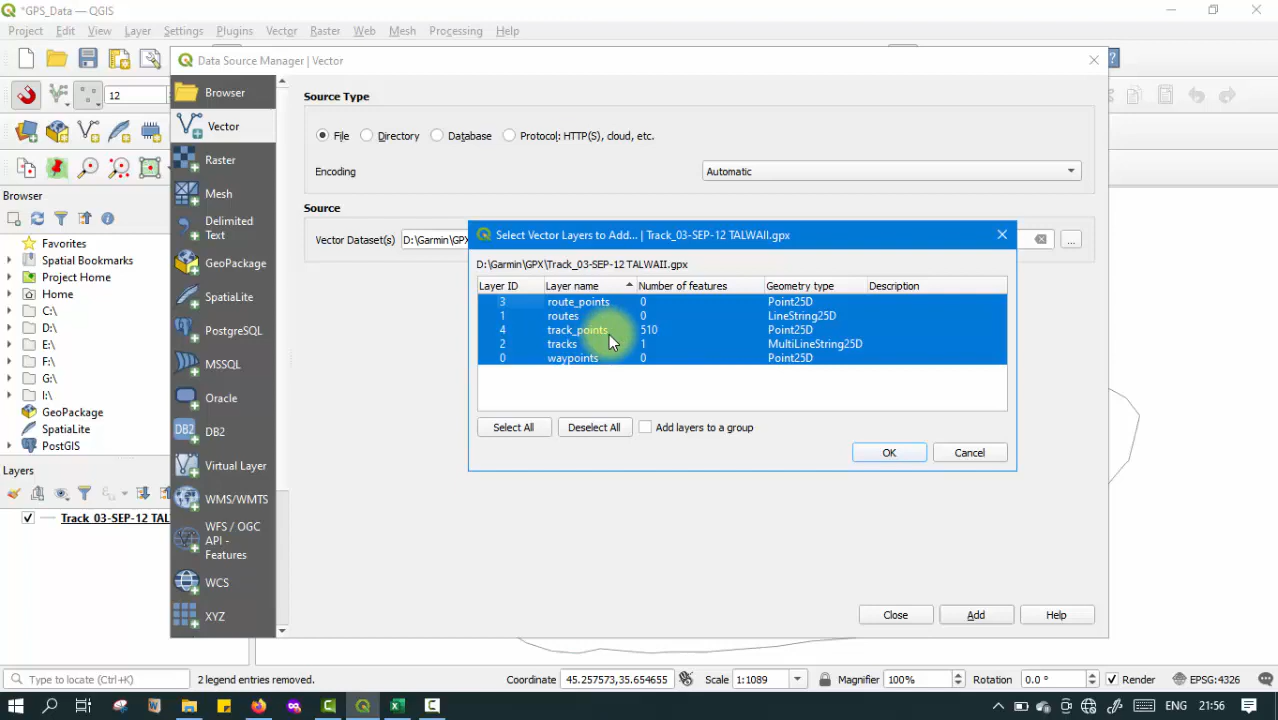 *GPS_Data — QGIS
Project Edit View Layer Settings Plugins Vector Raster Web Mesh Processing Help
Data Source Manager | Vector
Browser
Vector
Raster
Mesh
Delimited
Text
GeoPackage
SpatiaLite
PostgreSQL
MSSQL
Oracle
DB2
DB2
Virtual Layer
WMS/WMTS
WFS / OGC
API -
Features
WCS
XYZ
Source Type
File Directory Database Protocol: HTTP(S), cloud, etc.
Encoding Automatic
Source
Vector Dataset(s) D:\Garmin\GPX ...
Select Vector Layers to Add... | Track_03-SEP-12 TALWAII.gpx
D:\Garmin\GPX\Track_03-SEP-12 TALWAII.gpx
Layer ID Layer name Number of features Geometry type Description
3 route_points 0 Point25D
1 routes 0 LineString25D
4 track_points 510 Point25D
2 tracks 1 MultiLineString25D
0 waypoints 0 Point25D
Select All Deselect All Add layers to a group
OK Cancel
Close Add Help
12
Browser
Favorites
Spatial Bookmarks
Project Home
Home
C:\
D:\
E:\
F:\
G:\
I:\
GeoPackage
SpatiaLite
PostGIS
Layers
Track_03-SEP-12 TAL
Type to locate (Ctrl+K) 2 legend entries removed. Coordinate 45.257573,35.654655 Scale 1:1089 Magnifier 100% Rotation 0.0 ° Render EPSG:4326
ENG 21:56